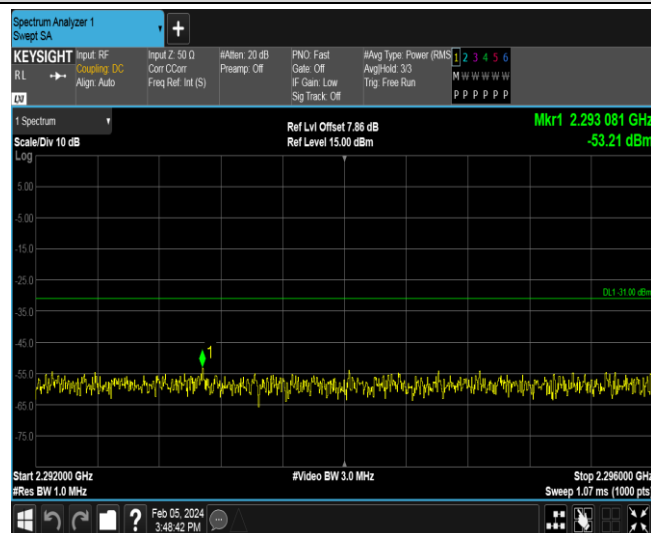 Spectrum Analyzer 1
Swept SA
+
KEYSIGHT Input: RF Input Z: 50 Ω #Atten: 20 dB PNO: Fast #Avg Type: Power (RMS 1 2 3 4 5 6
RL Coupling: DC Corr CCorr Preamp: Off Gate: Off Avg|Hold: 3/3 M W W W W W
Align: Auto Freq Ref: Int (S) IF Gain: Low Trig: Free Run
Sig Track: Off P P P P P P
LXI
1 Spectrum Ref Lvl Offset 7.86 dB Mkr1 2.293 081 GHz
Scale/Div 10 dB Ref Level 15.00 dBm -53.21 dBm
Log
5.00
-5.00
-15.0
-25.0
DL1 -31.00 dBm
-35.0
-45.0
1
-55.0
-65.0
-75.0
Start 2.292000 GHz #Video BW 3.0 MHz Stop 2.296000 GHz
#Res BW 1.0 MHz Sweep 1.07 ms (1000 pts)
? Feb 05, 2024
3:48:42 PM